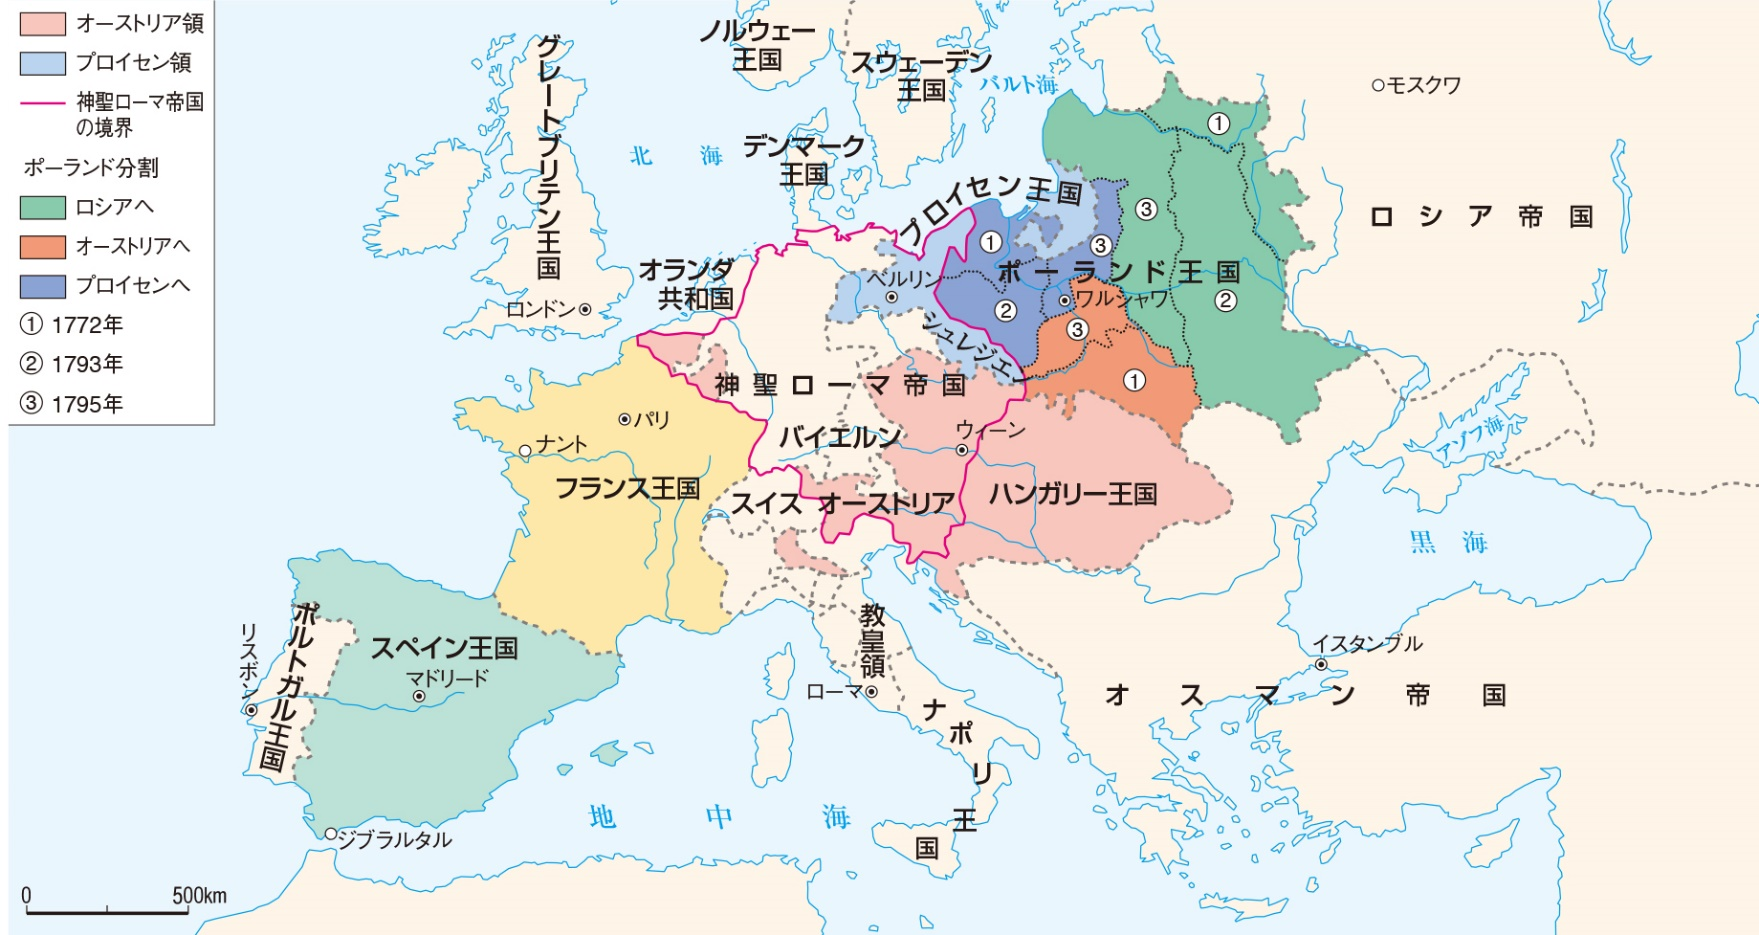 オーストリア領
プロイセン領
神聖ローマ帝国
の境界
ポーランド分割
ロシアへ
オーストリアへ
プロイセンへ
① 1772年
② 1793年
③ 1795年
ノルウェー
王国
スウェーデン
王国
バルト海
モスクワ
グレートブリテン王国
北海
デンマーク
王国
プロイセン王国
ロシア帝国
①
③
①
③
ポーランド王国
②
オランダ
共和国
ベルリン
ワルシャワ
②
③
ロンドン
シュレジエン
①
神聖ローマ帝国
パリ
ナント
バイエルン
ウィーン
アゾフ海
フランス王国
スイス
オーストリア
ハンガリー王国
黒海
ポルトガル王国
リスボン
スペイン王国
マドリード
教皇領
ローマ
イスタンブル
オスマン帝国
ナポリ王国
地中海
ジブラルタル
0 500km